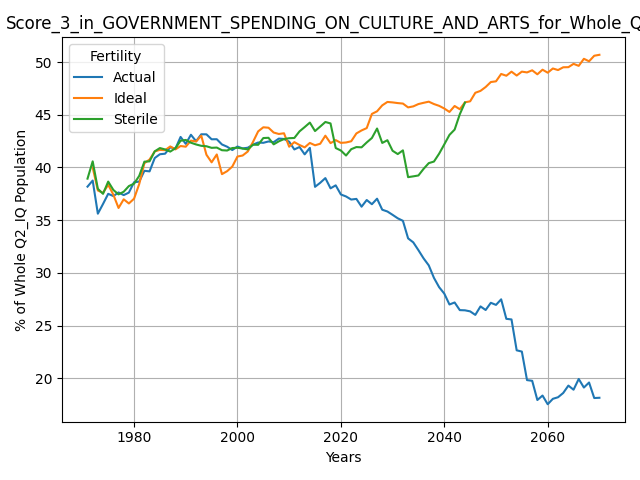 Score_3_in_GOVERNMENT_SPENDING_ON_CULTURE_AND_ARTS_for_Whole_Q
Fertility
Actual
Ideal
Sterile
% of Whole Q2_IQ Population
50
45
40
35
30
25
20
1980
2000
2020
2040
2060
Years